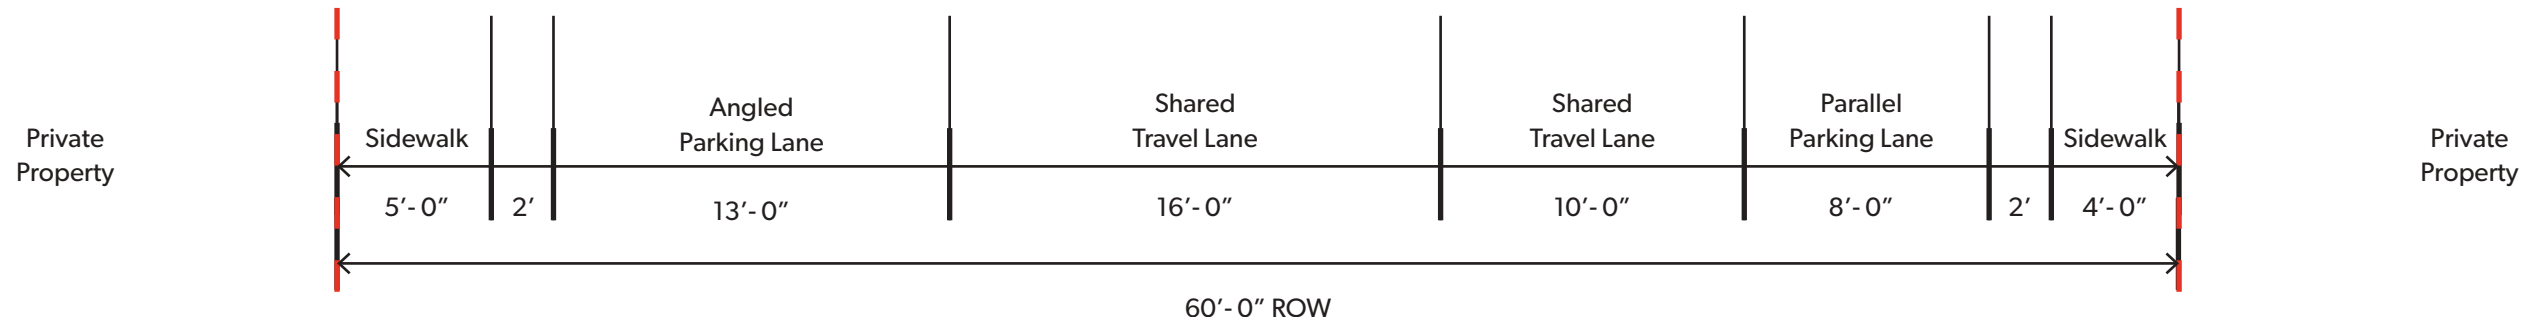 Private
Property
Sidewalk
Angled
Parking Lane
Shared
Travel Lane
Shared
Travel Lane
Parallel
Parking Lane
Sidewalk
Private
Property
5’-0”
2’
13’-0”
16’-0”
10’-0”
8’-0”
2’
4’-0”
60’-0” ROW